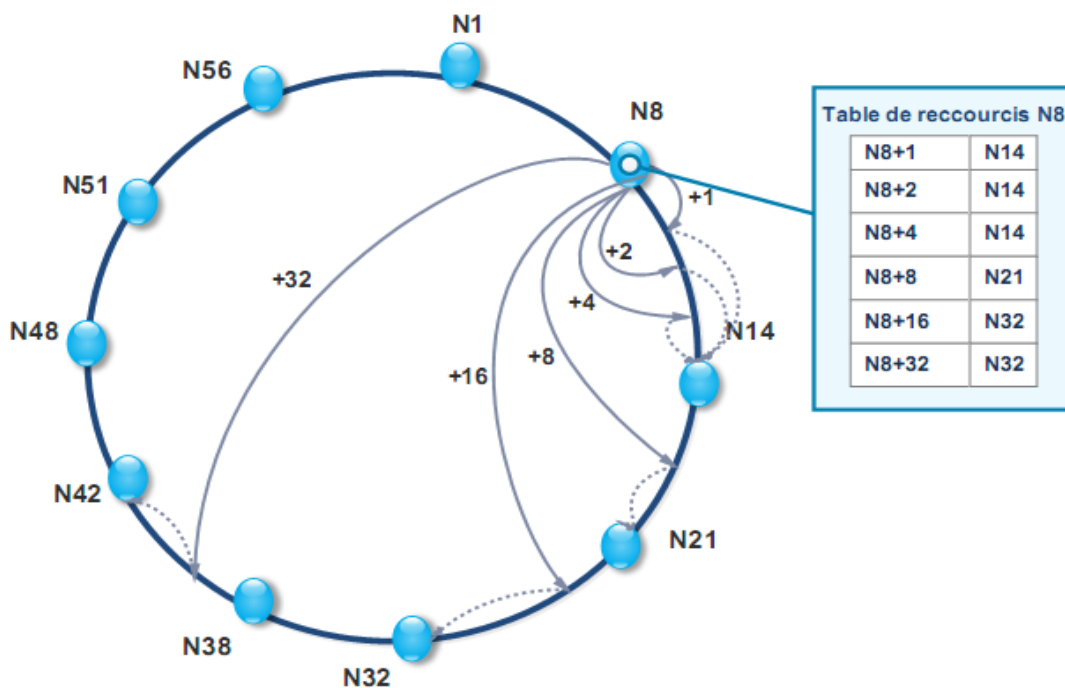 N1
N56
N8
N51
N48
N42
N38
N32
N21
N14
+1
+2
+4
+8
+16
+32
Table de reccourcis N8
N8+1 N14
N8+2 N14
N8+4 N14
N8+8 N21
N8+16 N32
N8+32 N32